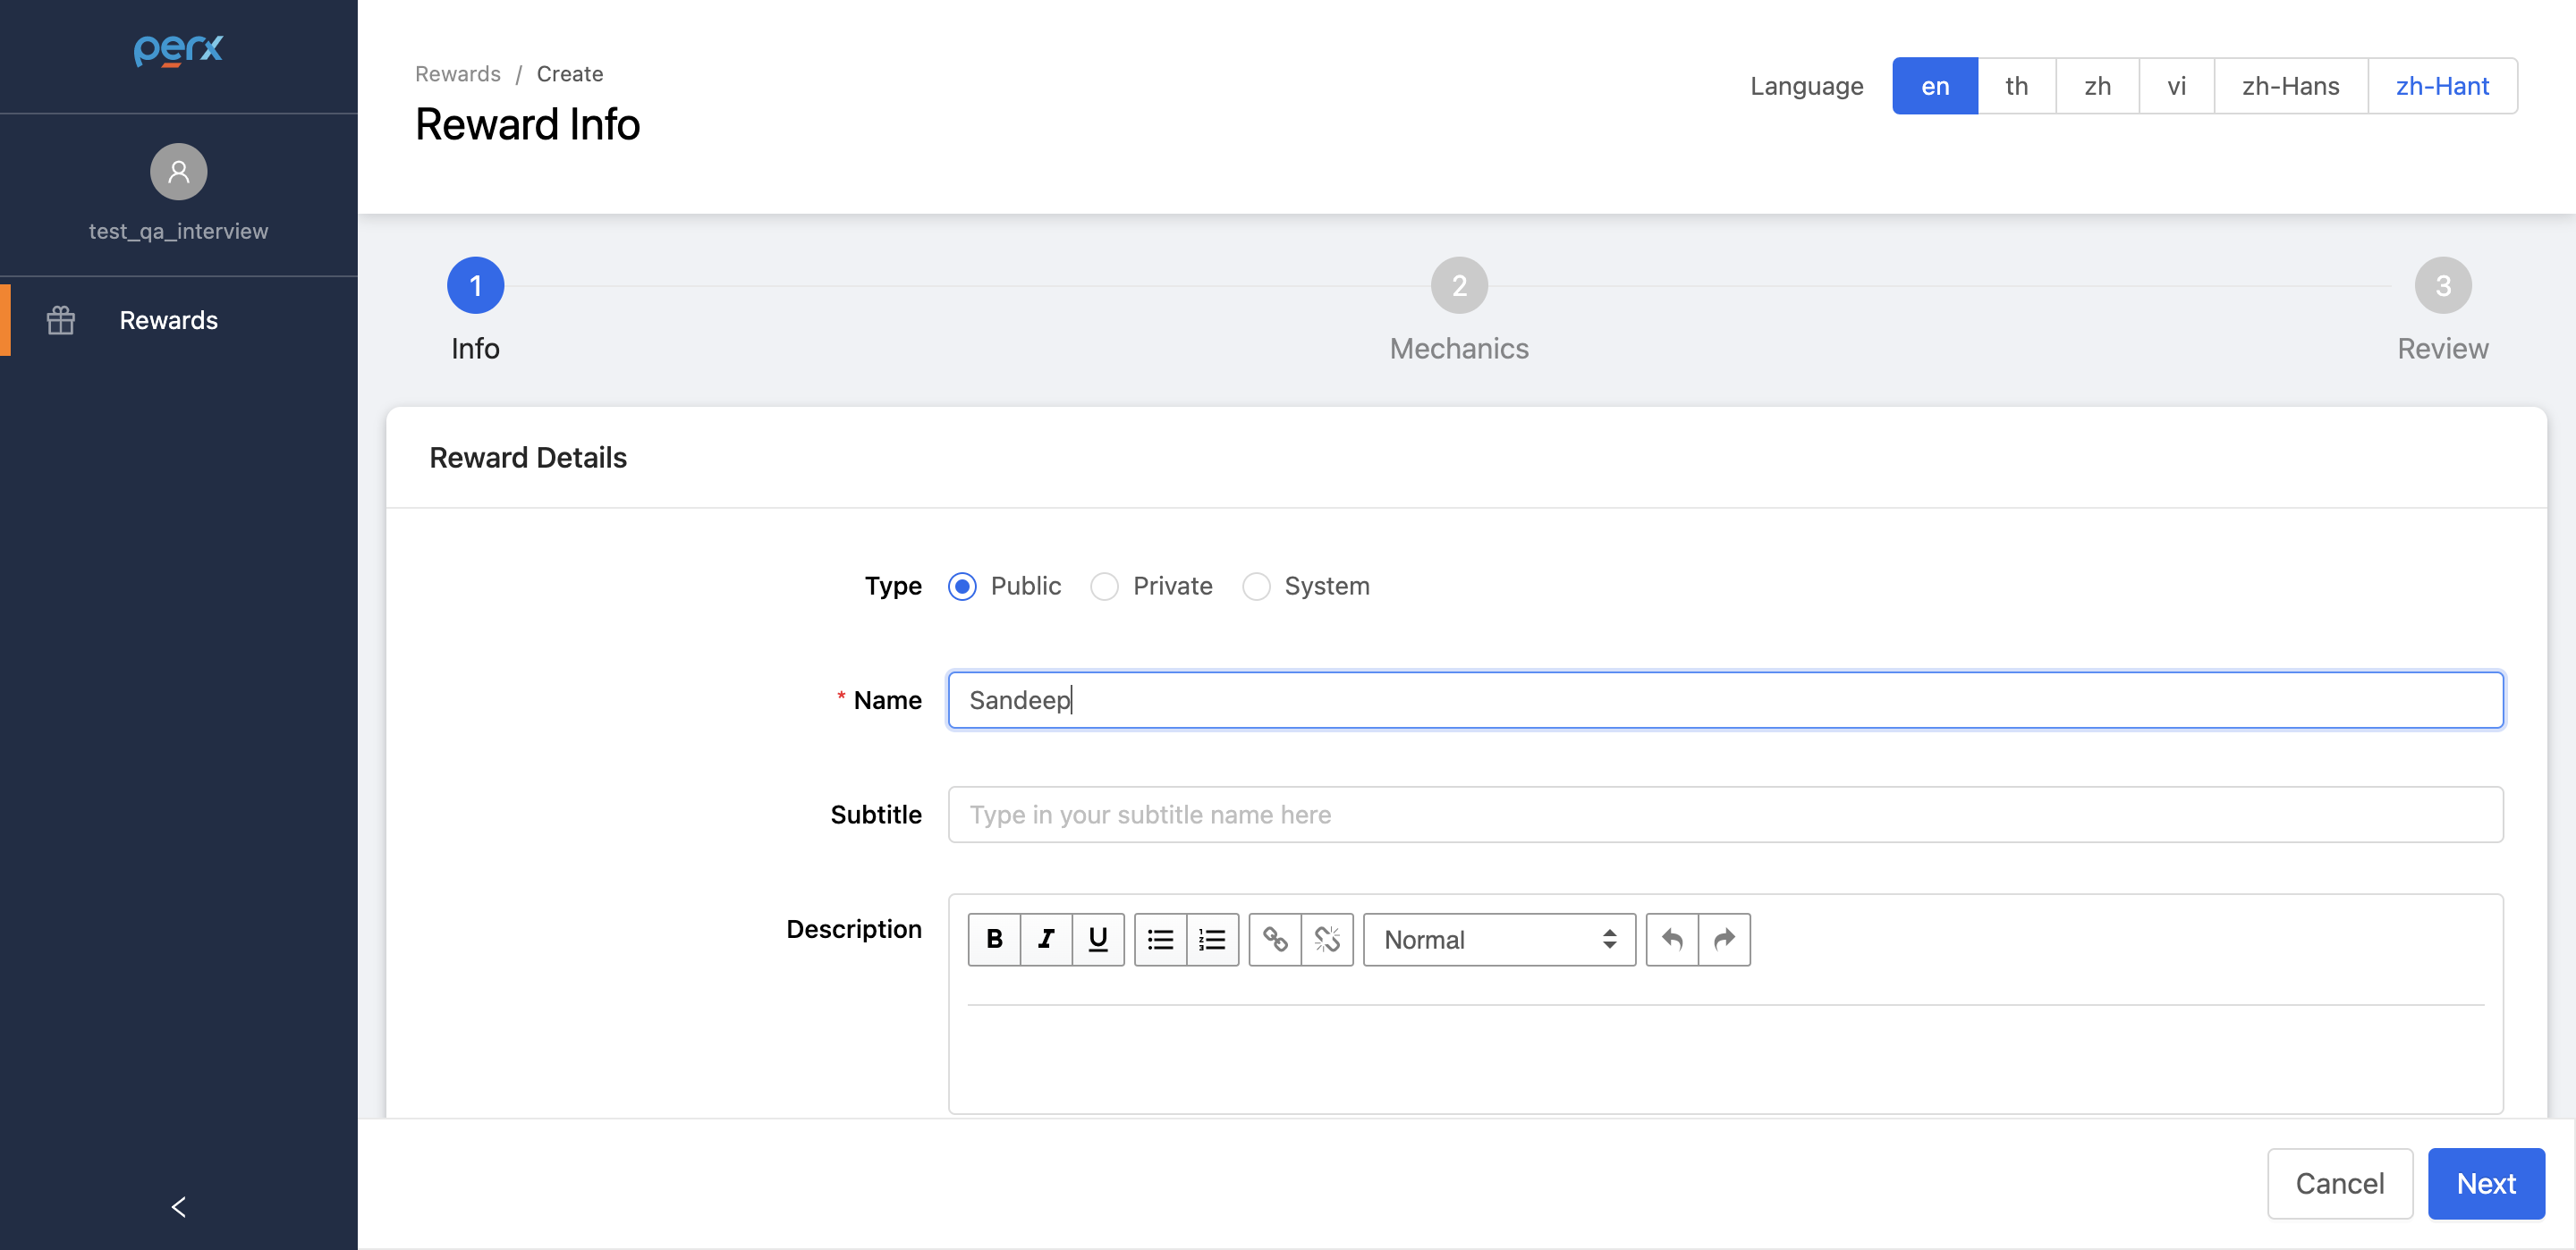 perx
test_qa_interview
Rewards
Rewards / Create
Reward Info
Language en th zh vi zh-Hans zh-Hant
1 2 3
Info Mechanics Review
Reward Details
Type Public Private System
* Name Sandeep
Subtitle Type in your subtitle name here
Description B I U Normal
Cancel Next